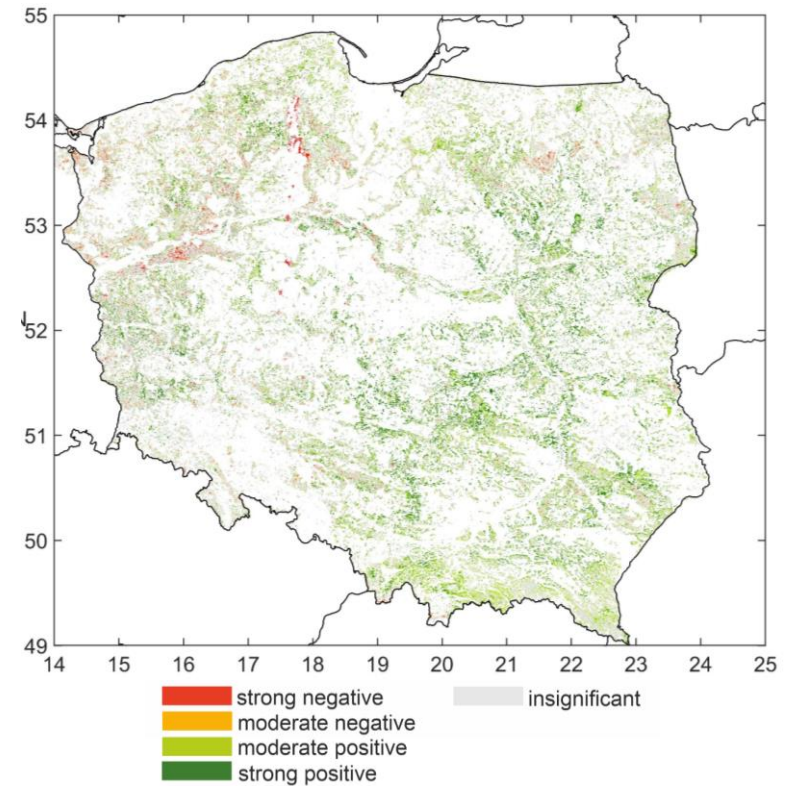 55
54
53
52
51
50
49
14 15 16 17 18 19 20 21 22 23 24 25
strong negative insignificant
moderate negative
moderate positive
strong positive